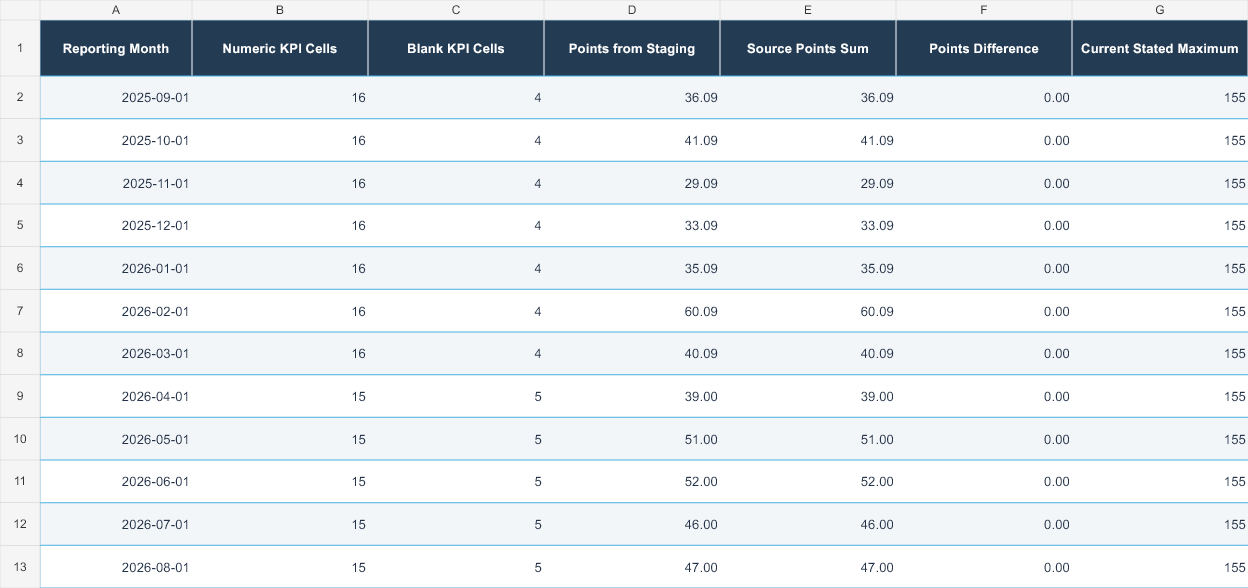 A B C D E F G
1 Reporting Month Numeric KPI Cells Blank KPI Cells Points from Staging Source Points Sum Points Difference Current Stated Maximum
2 2025-09-01 16 4 36.09 36.09 0.00 155
3 2025-10-01 16 4 41.09 41.09 0.00 155
4 2025-11-01 16 4 29.09 29.09 0.00 155
5 2025-12-01 16 4 33.09 33.09 0.00 155
6 2026-01-01 16 4 35.09 35.09 0.00 155
7 2026-02-01 16 4 60.09 60.09 0.00 155
8 2026-03-01 16 4 40.09 40.09 0.00 155
9 2026-04-01 15 5 39.00 39.00 0.00 155
10 2026-05-01 15 5 51.00 51.00 0.00 155
11 2026-06-01 15 5 52.00 52.00 0.00 155
12 2026-07-01 15 5 46.00 46.00 0.00 155
13 2026-08-01 15 5 47.00 47.00 0.00 155